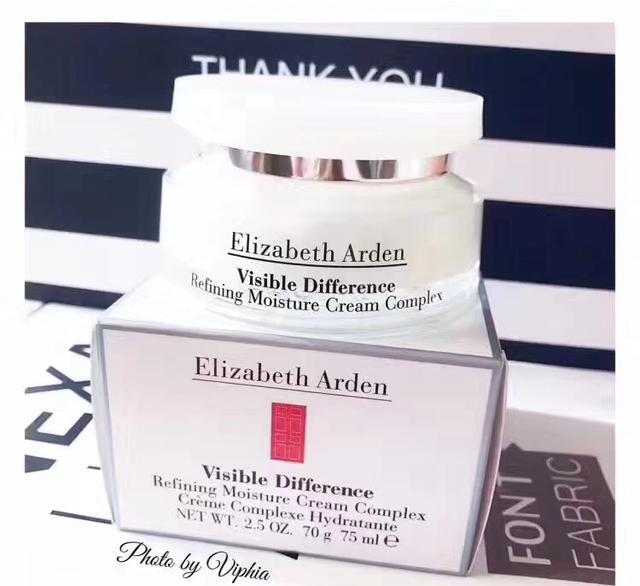 THANK YOU
Elizabeth Arden
Visible Difference
Refining Moisture Cream Complex
Elizabeth Arden
Visible Difference
Refining Moisture Cream Complex
Crème Complexe Hydratante
NET WT. 2.5 OZ. 70 g 75 ml e
FONT
FABRIC
Photo by Viphia